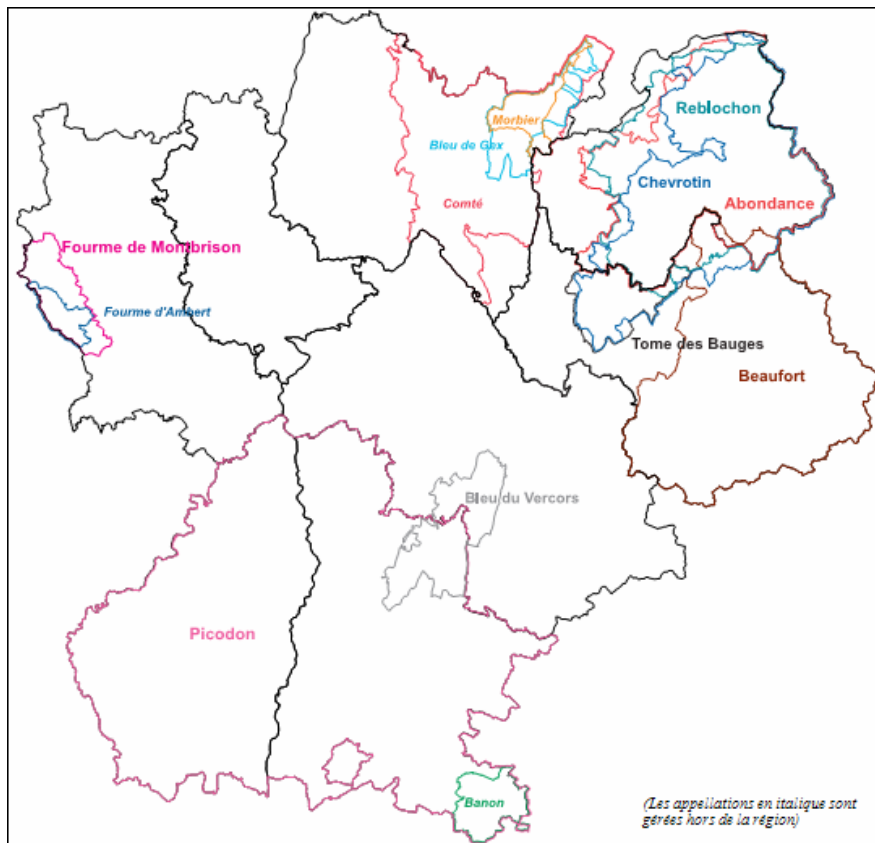 Reblochon
Morbier
Bleu de Gex
Chevrotin
Comté
Abondance
Fourme de Montbrison
Fourme d'Ambert
Tome des Bauges
Beaufort
Bleu du Vercors
Picodon
Banon
(Les appellations en italique sont
gérées hors de la région)